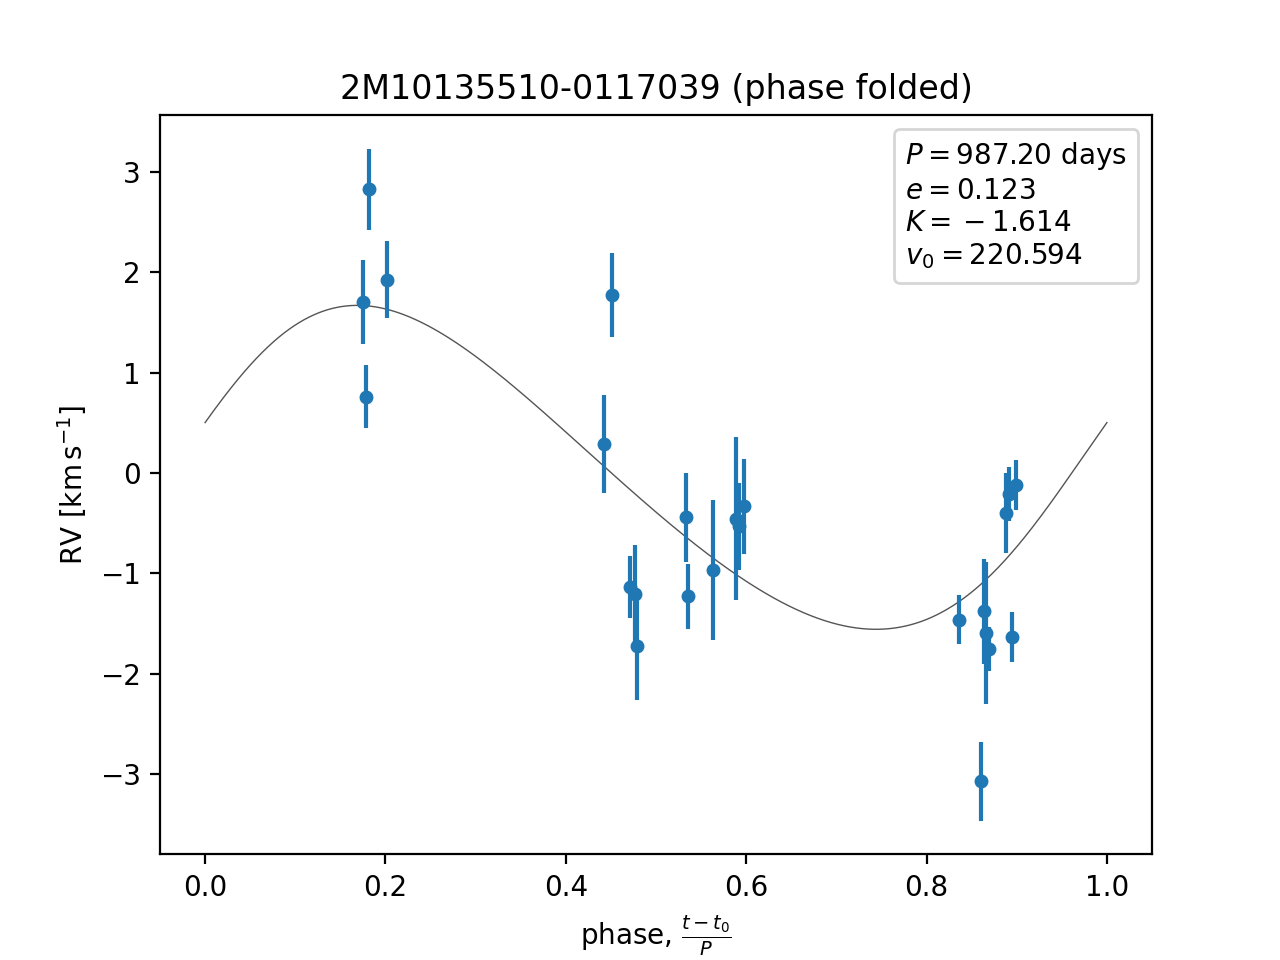 2M10135510-0117039 (phase folded)
P = 987.20 days
e = 0.123
K = − 1.614
v₀ = 220.594
3
2
1
0
−1
−2
−3
RV [km s⁻¹]
0.0 0.2 0.4 0.6 0.8 1.0
phase, (t − t₀)/P